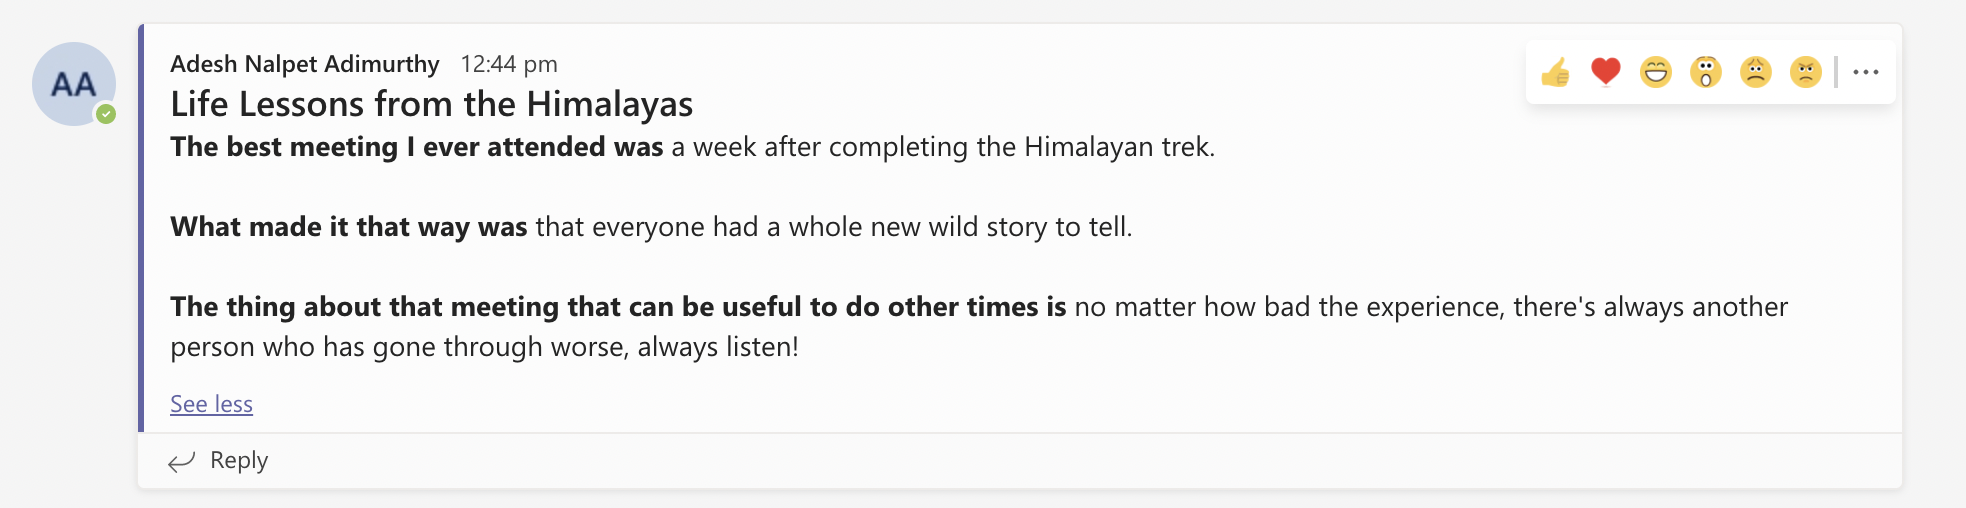 AA
Adesh Nalpet Adimurthy 12:44 pm
Life Lessons from the Himalayas
The best meeting I ever attended was a week after completing the Himalayan trek.
What made it that way was that everyone had a whole new wild story to tell.
The thing about that meeting that can be useful to do other times is no matter how bad the experience, there's always another
person who has gone through worse, always listen!
See less
Reply